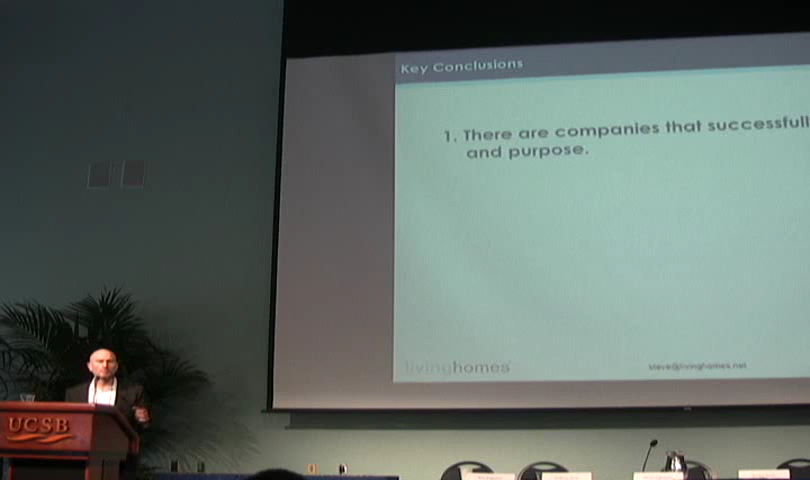 Key Conclusions
1. There are companies that successfull
and purpose.
livinghomes
steve@livinghomes.net
UCSB